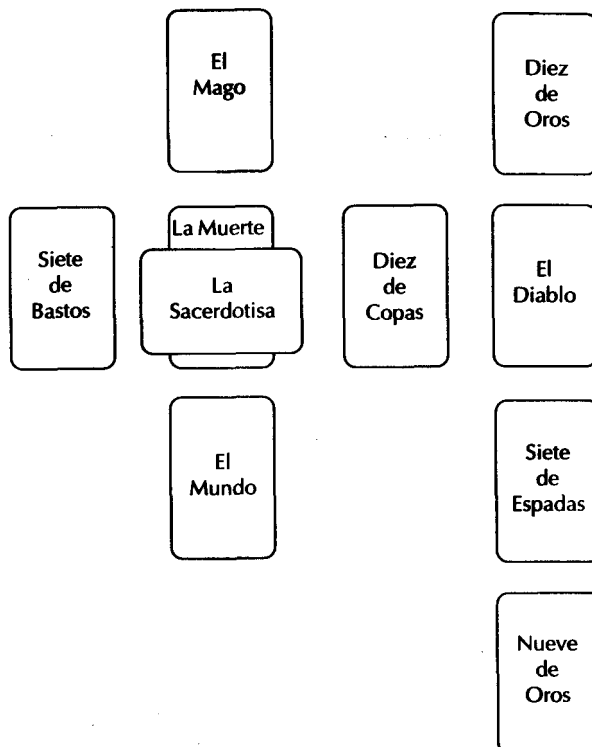 El
Mago
Diez
de
Oros
Siete
de
Bastos
La Muerte
La
Sacerdotisa
Diez
de
Copas
El
Diablo
El
Mundo
Siete
de
Espadas
Nueve
de
Oros